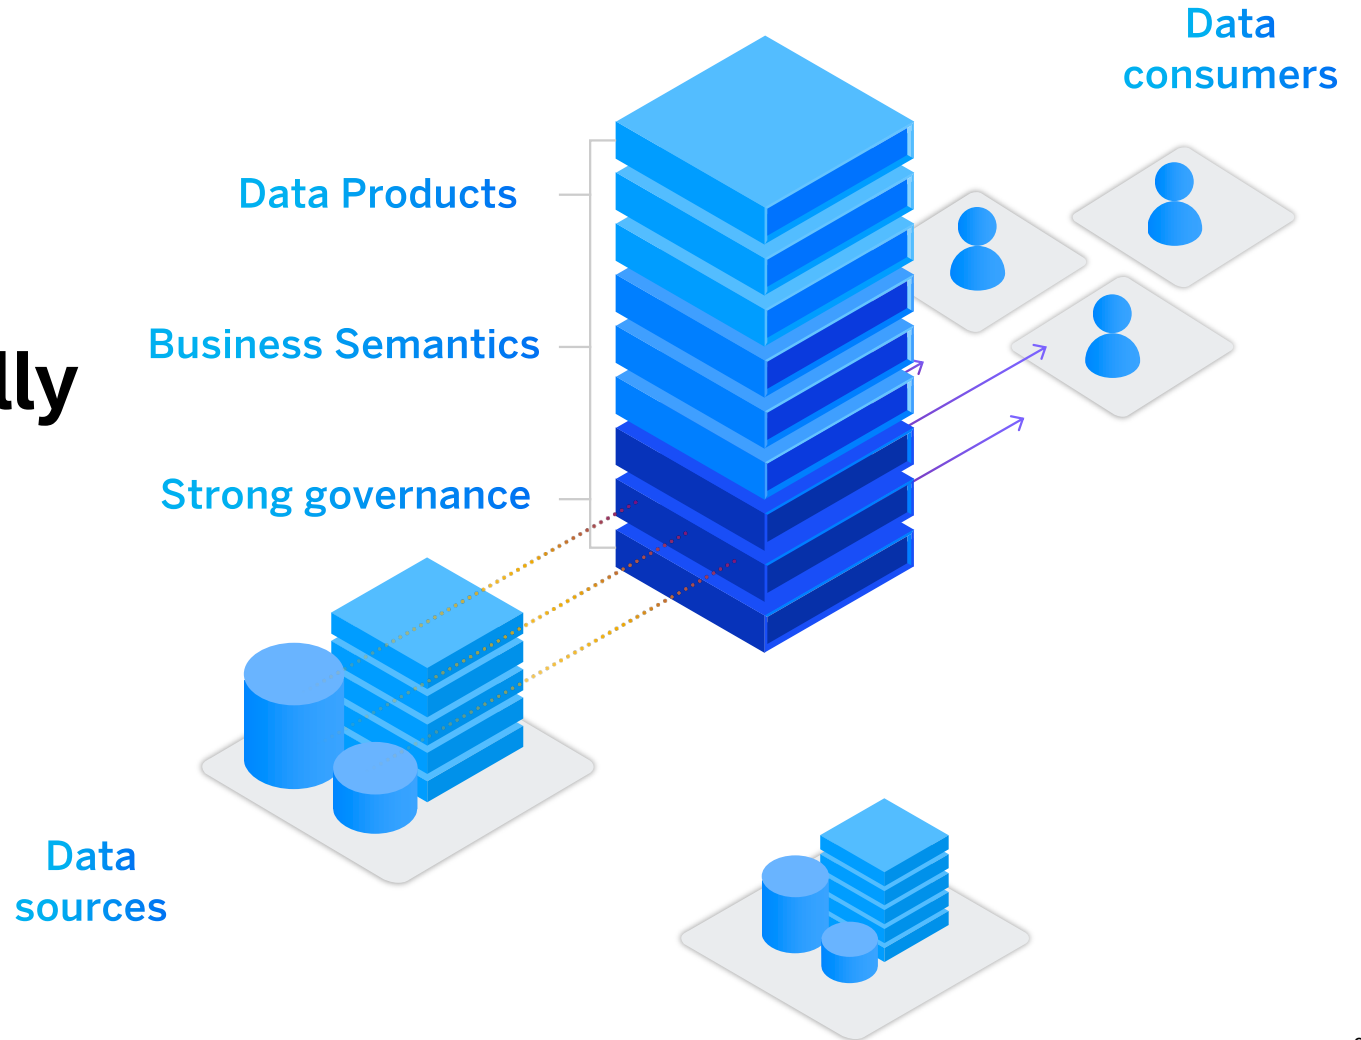 Data
consumers
Data Products
Business Semantics
lly
Strong governance
Data
sources